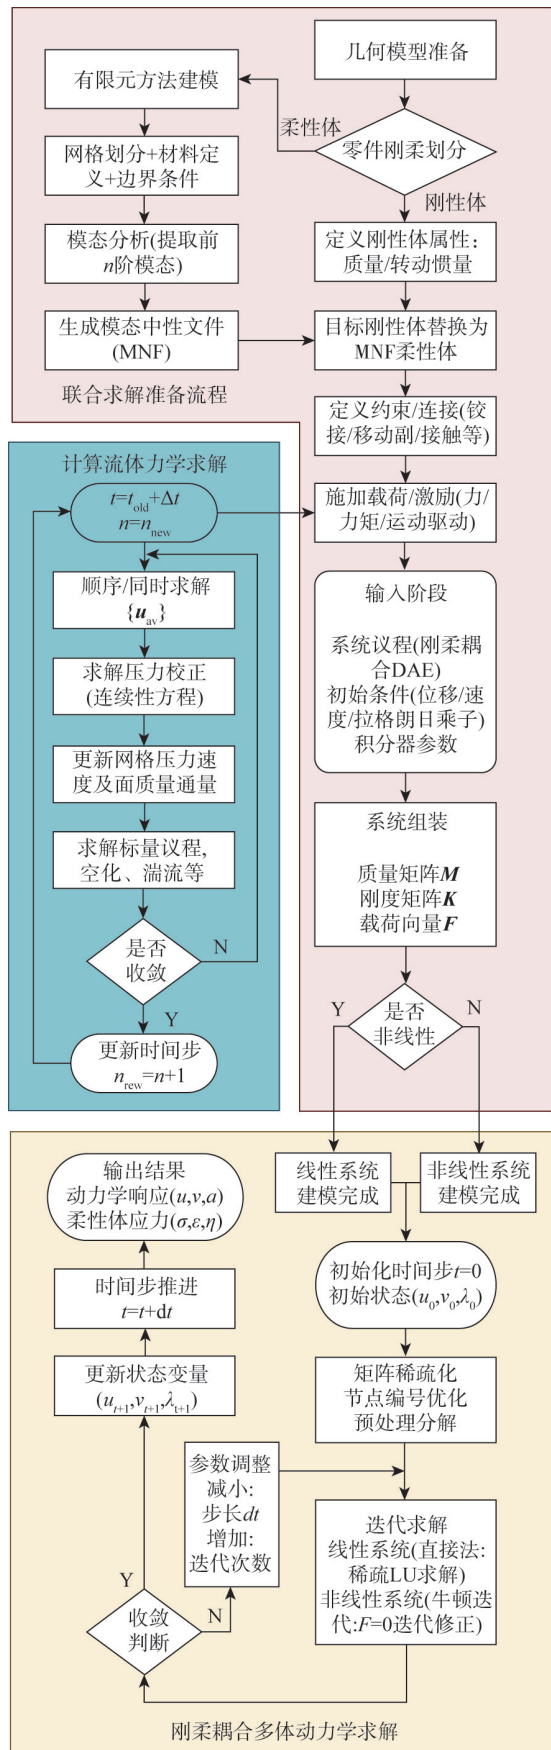 几何模型准备
有限元方法建模
柔性体
零件刚柔划分
刚性体
网格划分+材料定
义+边界条件
模态分析(提取前
n阶模态)
定义刚性体属性:
质量/转动惯量
生成模态中性文件
(MNF)
目标刚性体替换为
MNF柔性体
联合求解准备流程
定义约束/连接(铰
接/移动副/接触等)
施加载荷/激励(力/
力矩/运动驱动)
输入阶段
系统议程(刚柔耦
合DAE)
初始条件(位移/速
度/拉格朗日乘子)
积分器参数
系统组装
质量矩阵M
刚度矩阵K
载荷向量F
是否
非线性
Y
N
计算流体力学求解
t=t_old+Δt
n=n_new
顺序/同时求解
{u_av}
求解压力校正
(连续性方程)
更新网格压力速
度及面质量通量
求解标量议程,
空化、湍流等
是否
收敛
N
Y
更新时间步
n_rew=n+1
线性系统
建模完成
非线性系统
建模完成
初始化时间步t=0
初始状态(u_0,v_0,λ_0)
矩阵稀疏化
节点编号优化
预处理分解
迭代求解
线性系统(直接法:
稀疏LU求解)
非线性系统(牛顿迭
代:F=0迭代修正)
收敛
判断
N
Y
参数调整
减小:
步长dt
增加:
迭代次数
更新状态变量
(u_t+1,v_t+1,λ_t+1)
时间步推进
t=t+dt
输出结果
动力学响应(u,v,a)
柔性体应力(σ,ε,η)
刚柔耦合多体动力学求解